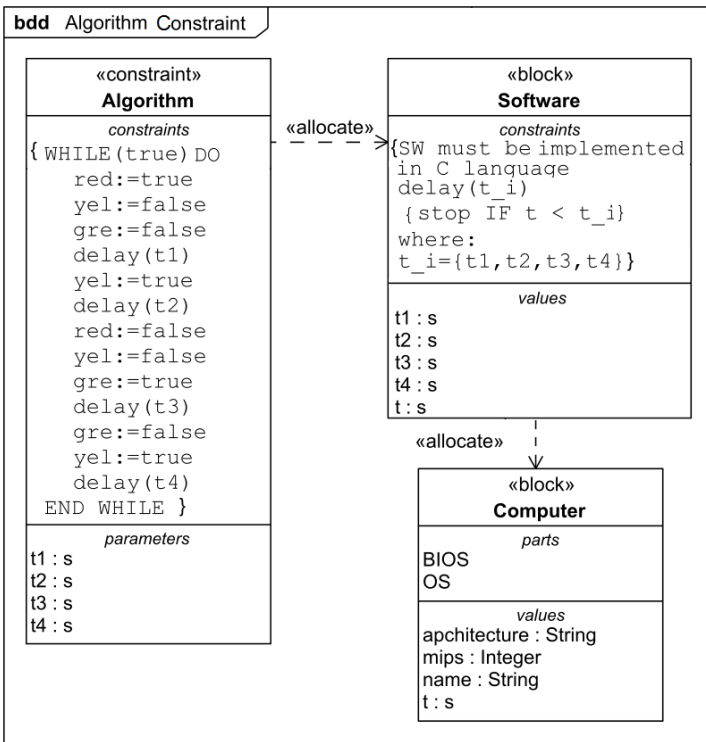 bdd Algorithm Constraint
«constraint»
Algorithm
constraints
{ WHILE(true) DO
red:=true
yel:=false
gre:=false
delay(t1)
yel:=true
delay(t2)
red:=false
yel:=false
gre:=true
delay(t3)
gre:=false
yel:=true
delay(t4)
END WHILE }
parameters
t1 : s
t2 : s
t3 : s
t4 : s
«allocate»
«block»
Software
constraints
{SW must be implemented
in C language
delay(t_i)
{stop IF t < t_i}
where:
t_i={t1,t2,t3,t4}}
values
t1 : s
t2 : s
t3 : s
t4 : s
t : s
«allocate»
«block»
Computer
parts
BIOS
OS
values
apchitecture : String
mips : Integer
name : String
t : s